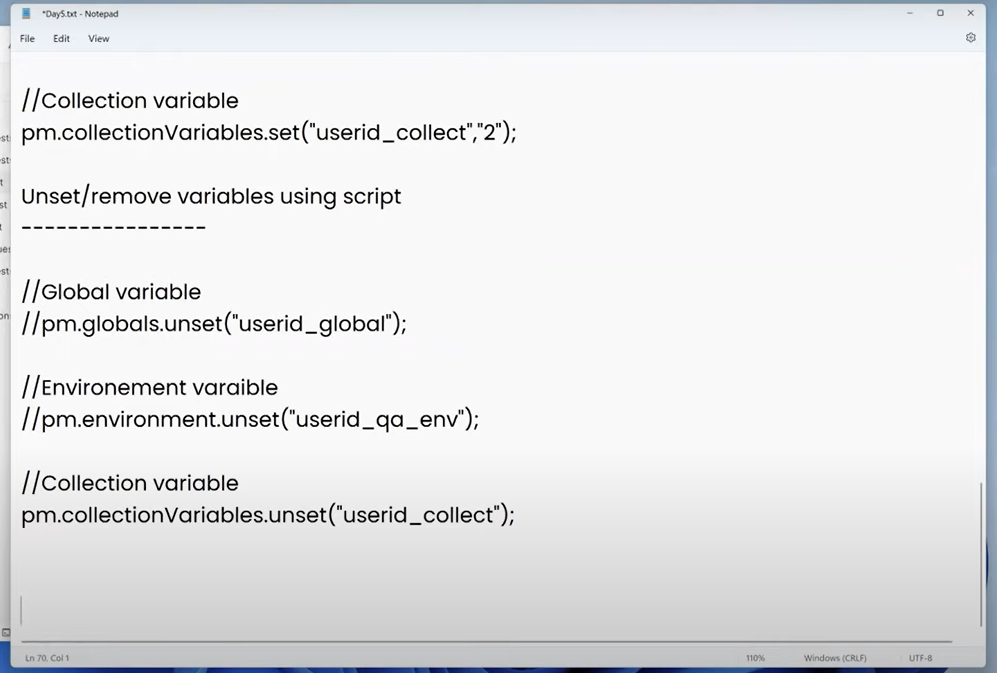 *Day5.txt - Notepad
File Edit View
//Collection variable
pm.collectionVariables.set("userid_collect","2");
Unset/remove variables using script
----------------
//Global variable
//pm.globals.unset("userid_global");
//Environement varaible
//pm.environment.unset("userid_qa_env");
//Collection variable
pm.collectionVariables.unset("userid_collect");
Ln 70, Col 1 110% Windows (CRLF) UTF-8